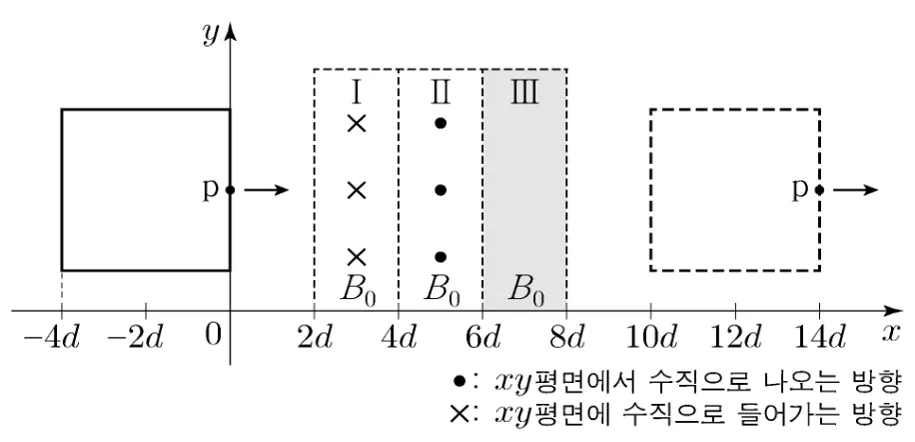 y
I II III
× •
p × • p
× •
B₀ B₀ B₀
−4d −2d 0 2d 4d 6d 8d 10d 12d 14d x
•: xy평면에서 수직으로 나오는 방향
×: xy평면에 수직으로 들어가는 방향